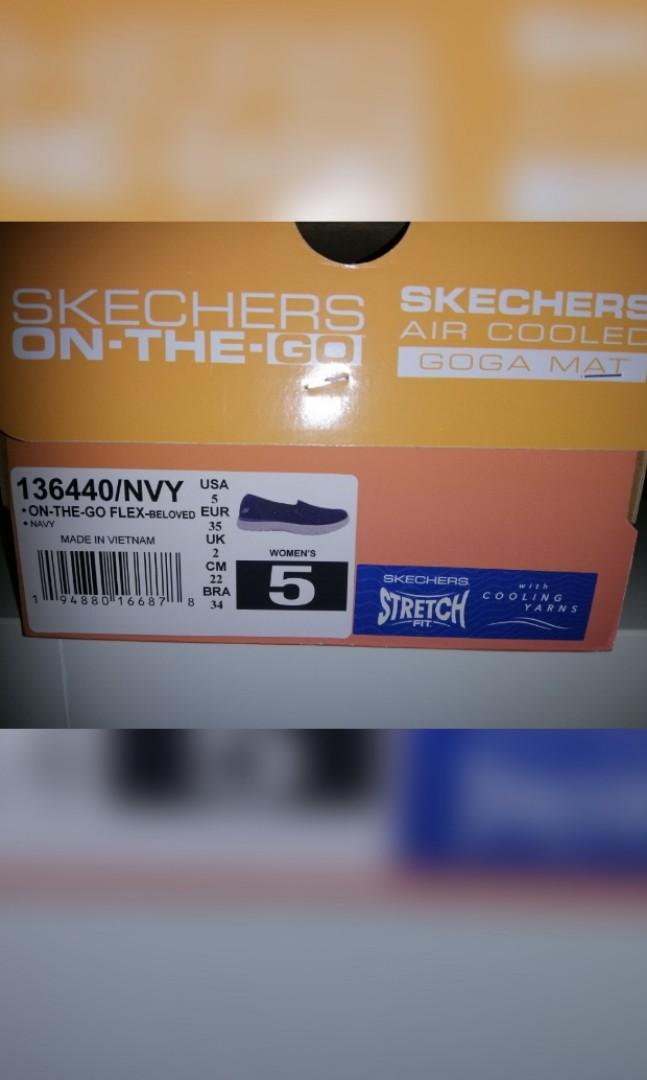 SKECHERS
ON-THE-GO
SKECHERS
AIR COOLED
GOGA MAT
136440/NVY
• ON-THE-GO FLEX-BELOVED
• NAVY
MADE IN VIETNAM
1 94880 16687 8
USA
5
EUR
35
UK
2
CM
22
BRA
34
WOMEN'S
5
SKECHERS
STRETCH
FIT
with
COOLING
YARNS